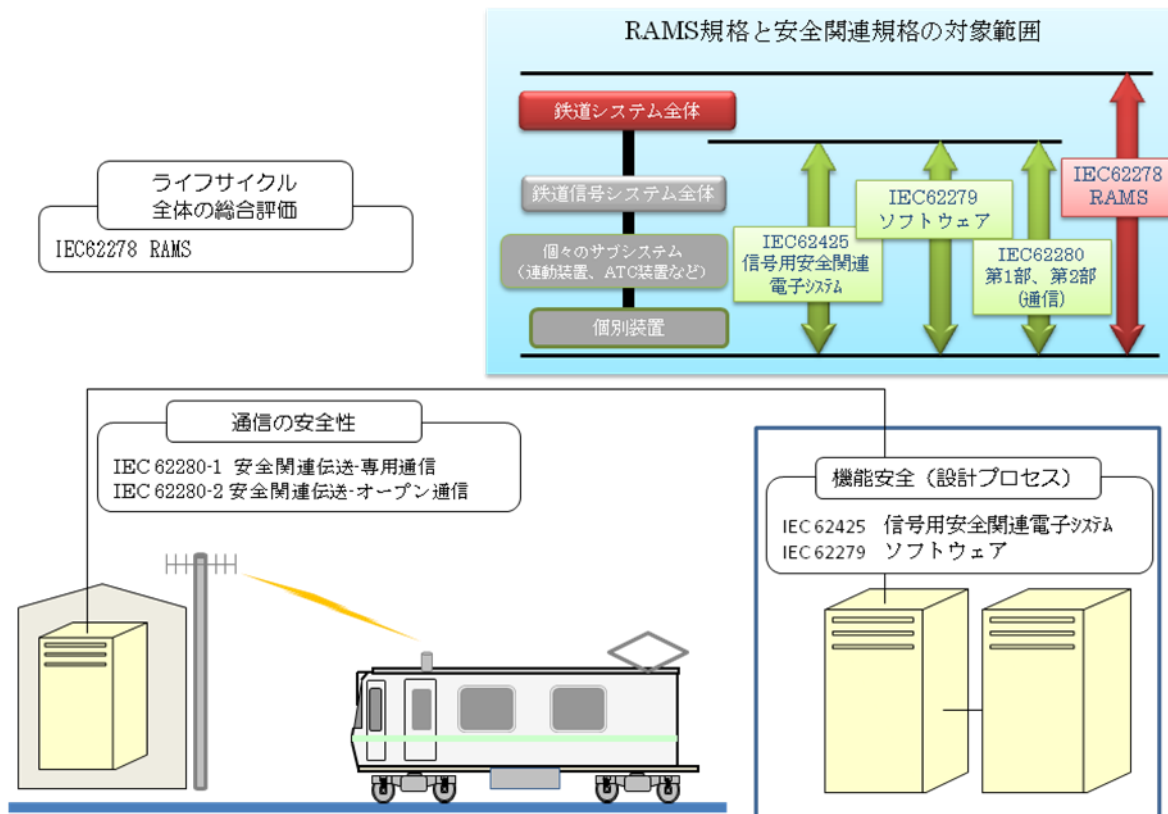 RAMS規格と安全関連規格の対象範囲
鉄道システム全体
鉄道信号システム全体
個々のサブシステム
（連動装置、ATC装置など）
個別装置
IEC62425
信号用安全関連
電子システム
IEC62279
ソフトウェア
IEC62280
第1部、第2部
(通信)
IEC62278
RAMS
ライフサイクル
全体の総合評価
IEC62278 RAMS
通信の安全性
IEC 62280-1 安全関連伝送-専用通信
IEC 62280-2 安全関連伝送-オープン通信
機能安全（設計プロセス）
IEC 62425 信号用安全関連電子システム
IEC 62279 ソフトウェア